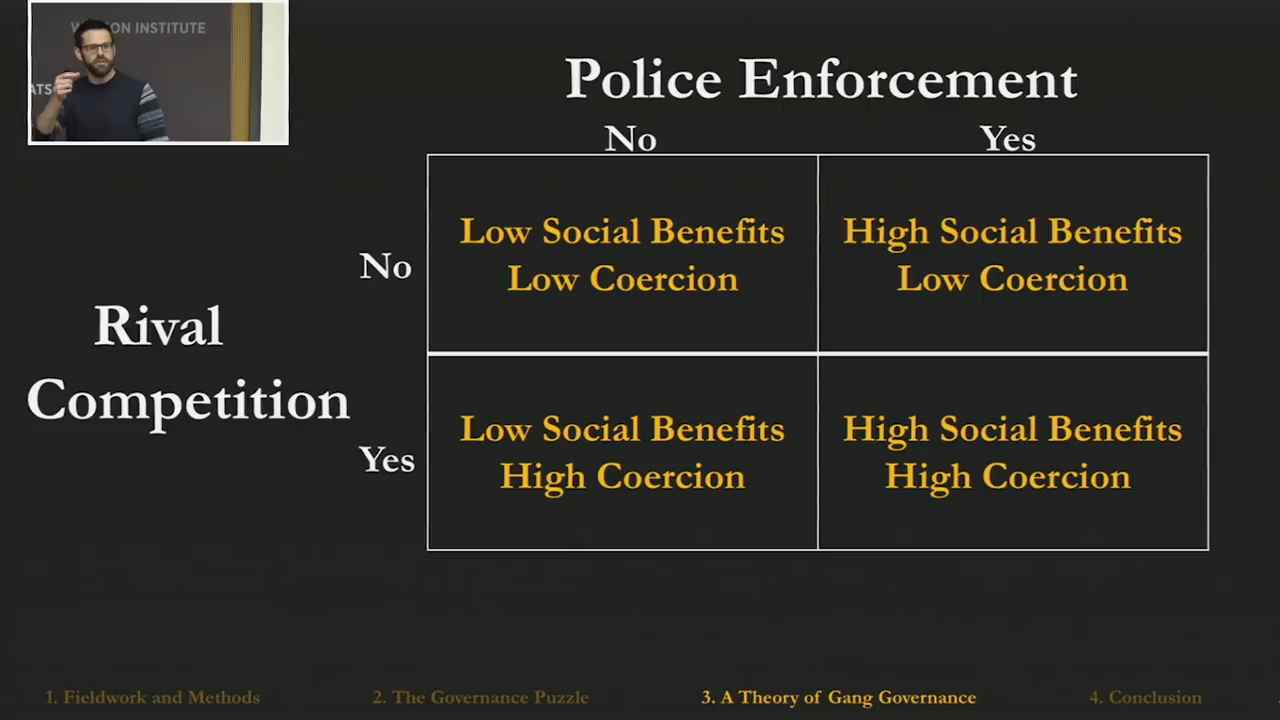 WATSON INSTITUTE
Police Enforcement
No
Yes
No
Low Social Benefits
Low Coercion
High Social Benefits
Low Coercion
Rival
Competition
Yes
Low Social Benefits
High Coercion
High Social Benefits
High Coercion
1. Fieldwork and Methods
2. The Governance Puzzle
3. A Theory of Gang Governance
4. Conclusion